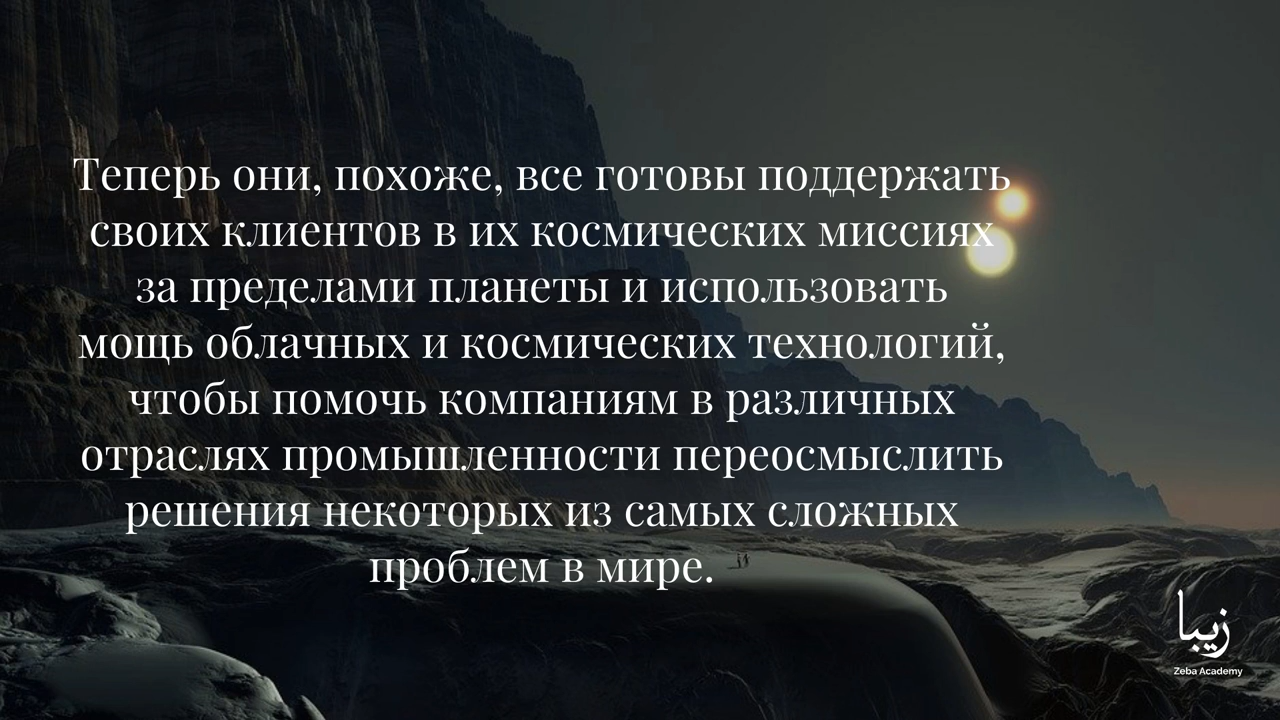 Теперь они, похоже, все готовы поддержать
своих клиентов в их космических миссиях
за пределами планеты и использовать
мощь облачных и космических технологий,
чтобы помочь компаниям в различных
отраслях промышленности переосмыслить
решения некоторых из самых сложных
проблем в мире.
زیبا
Zeba Academy